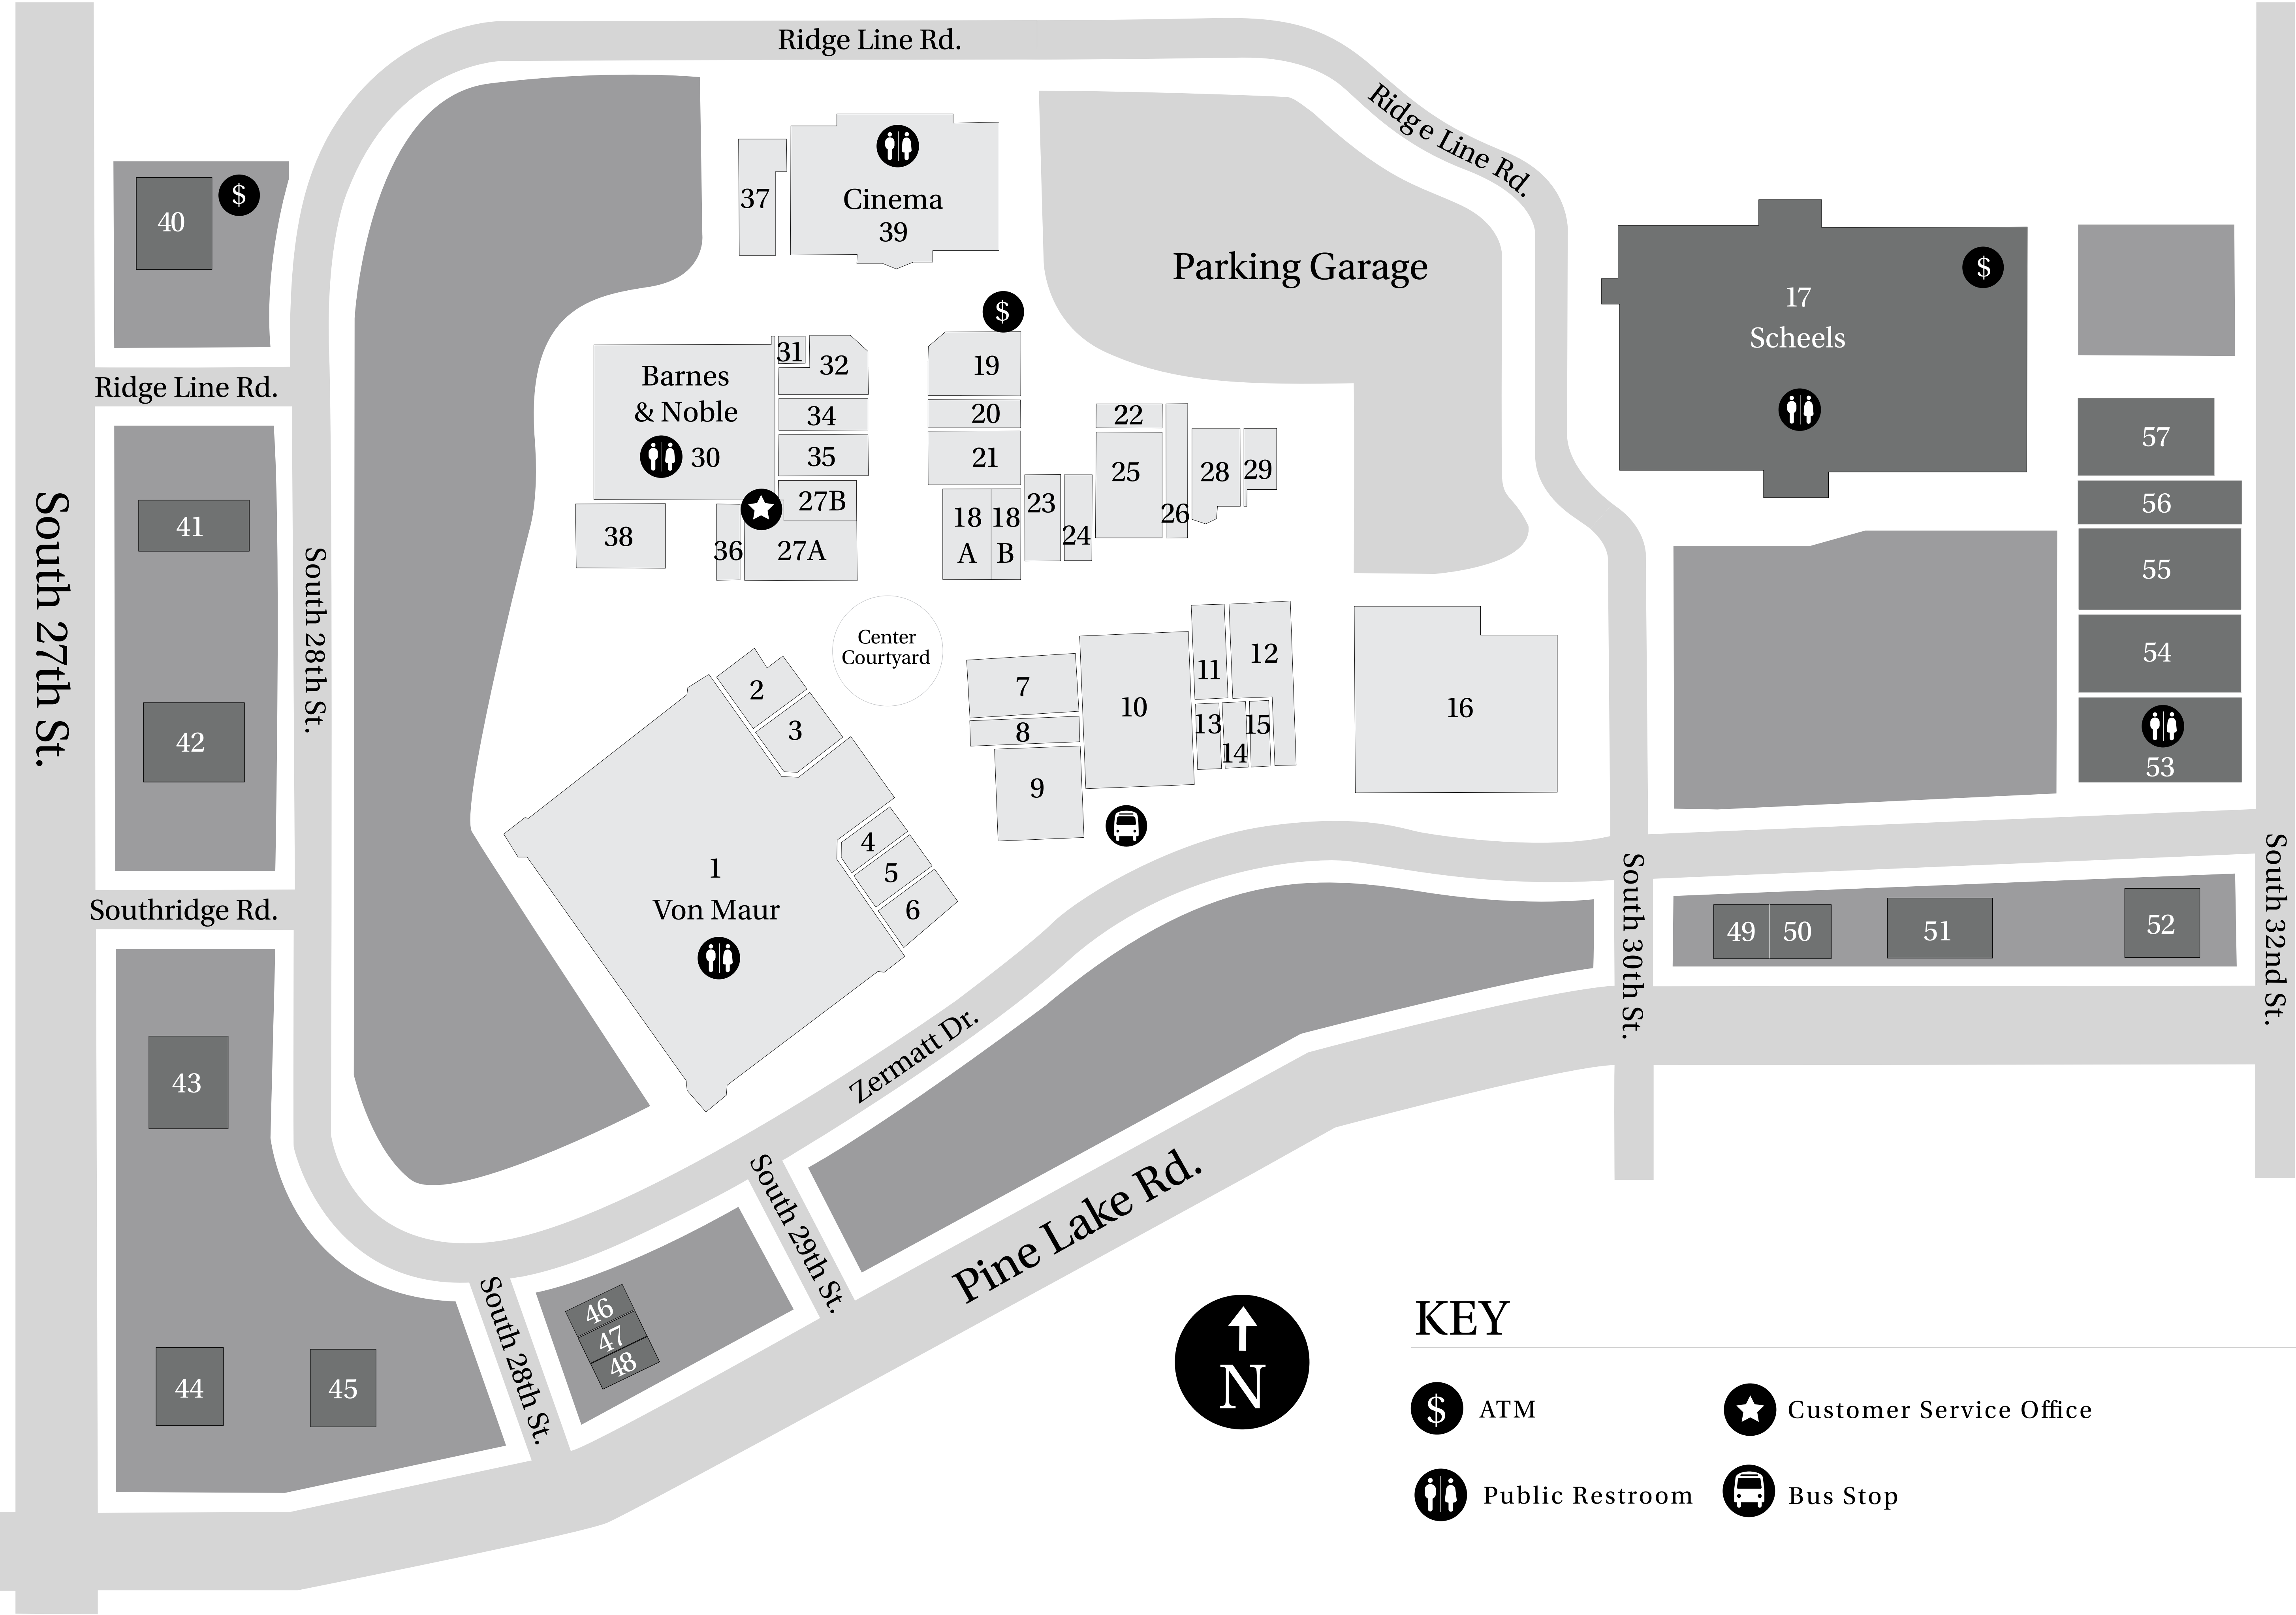 Ridge Line Rd.
Ridge Line Rd.
37
Cinema
39
40
$
Parking Garage
17
Scheels
$
$
Ridge Line Rd.
Barnes
& Noble
30
31
32
34
35
27B
27A
36
38
19
20
21
18
A
18
B
23
24
22
25
26
28
29
57
56
55
54
53
South 27th St.
41
42
South 28th St.
Center
Courtyard
2
3
7
8
9
10
11
12
13
14
15
16
4
5
6
1
Von Maur
Southridge Rd.
South 30th St.
49
50
51
52
South 32nd St.
43
44
45
Zermatt Dr.
South 29th St.
South 28th St.
46
47
48
Pine Lake Rd.
N
KEY
$ ATM
Customer Service Office
Public Restroom
Bus Stop